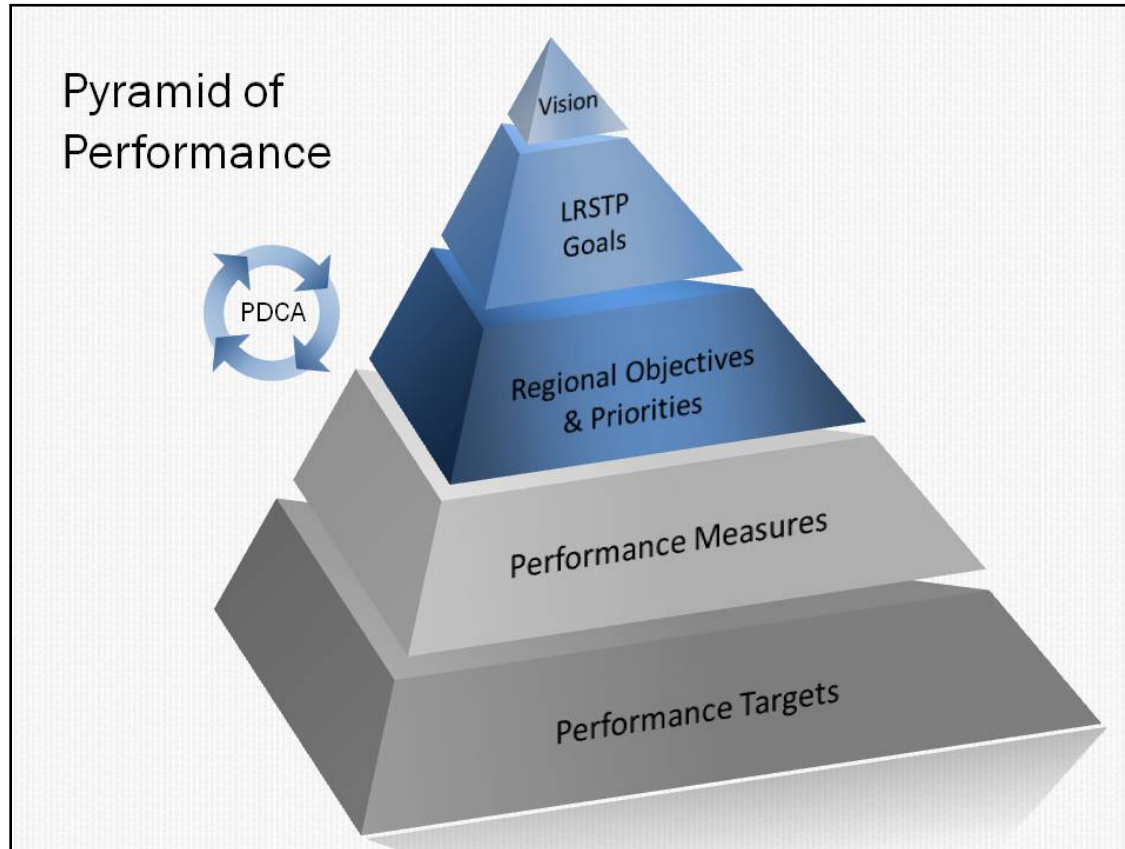 Pyramid of
Performance
Vision
LRSTP
Goals
PDCA
Regional Objectives
& Priorities
Performance Measures
Performance Targets